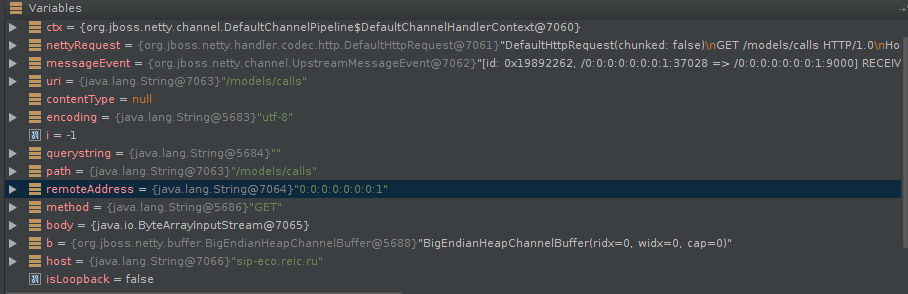 Variables
ctx = {org.jboss.netty.channel.DefaultChannelPipeline$DefaultChannelHandlerContext@7060}
nettyRequest = {org.jboss.netty.handler.codec.http.DefaultHttpRequest@7061}"DefaultHttpRequest(chunked: false)\nGET /models/calls HTTP/1.0\nHo
messageEvent = {org.jboss.netty.channel.UpstreamMessageEvent@7062}"[id: 0x19892262, /0:0:0:0:0:0:0:1:37028 => /0:0:0:0:0:0:0:1:9000] RECEIV
uri = {java.lang.String@7063}"/models/calls"
contentType = null
encoding = {java.lang.String@5683}"utf-8"
i = -1
querystring = {java.lang.String@5684}""
path = {java.lang.String@7063}"/models/calls"
remoteAddress = {java.lang.String@7064}"0:0:0:0:0:0:0:1"
method = {java.lang.String@5686}"GET"
body = {java.io.ByteArrayInputStream@7065}
b = {org.jboss.netty.buffer.BigEndianHeapChannelBuffer@5688}"BigEndianHeapChannelBuffer(ridx=0, widx=0, cap=0)"
host = {java.lang.String@7066}"sip-eco.reic.ru"
isLoopback = false